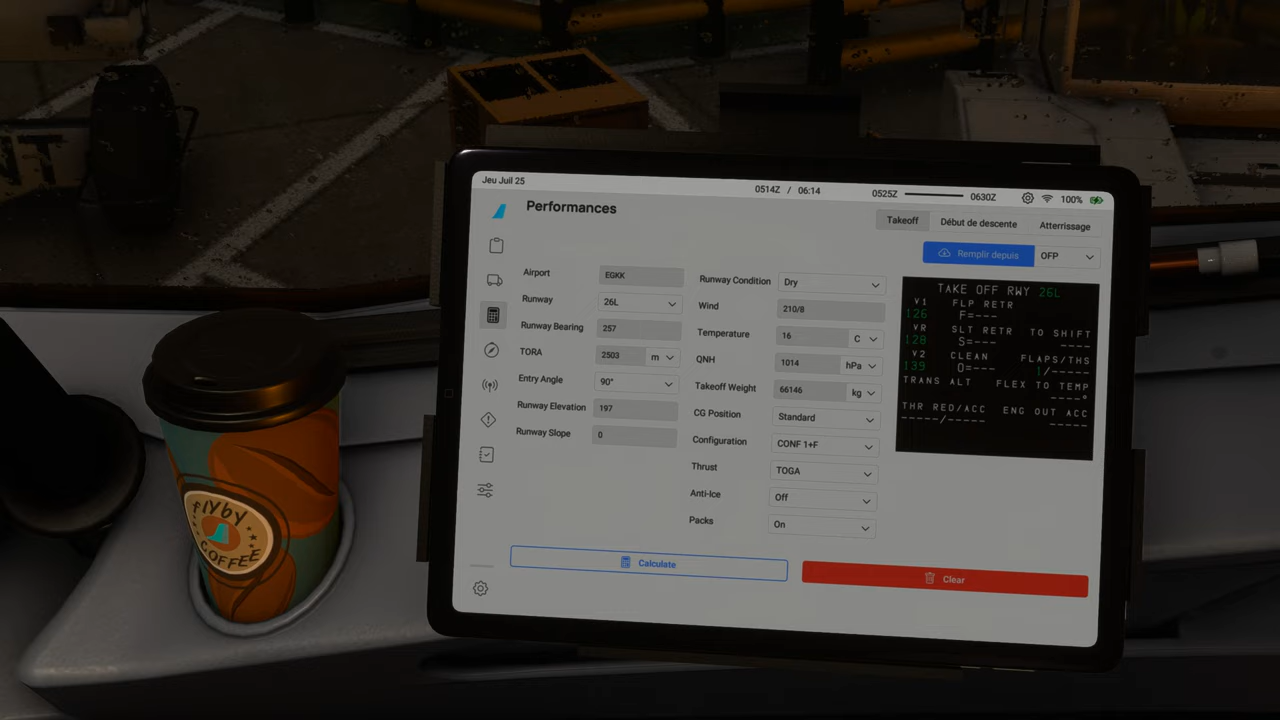 Jeu Juil 25
0514Z / 06:14
0525Z
0630Z
100%
Performances
Takeoff
Début de descente
Atterrissage
Remplir depuis
OFP
Airport
EGKK
Runway
26L
Runway Bearing
257
TORA
2503
m
Entry Angle
90°
Runway Elevation
197
Runway Slope
0
Runway Condition
Dry
Wind
210/8
Temperature
16
C
QNH
1014
hPa
Takeoff Weight
66146
kg
CG Position
Standard
Configuration
CONF 1+F
Thrust
TOGA
Anti-Ice
Off
Packs
On
TAKE OFF RWY 26L
V1 FLP RETR
126 F=---
VR SLT RETR TO SHIFT
128 S=--- ----
V2 CLEAN FLAPS/THS
139 O=--- 1/-----
TRANS ALT FLEX TO TEMP
----°
THR RED/ACC ENG OUT ACC
-----/----- -----
Calculate
Clear
flyby
COFFEE
NT